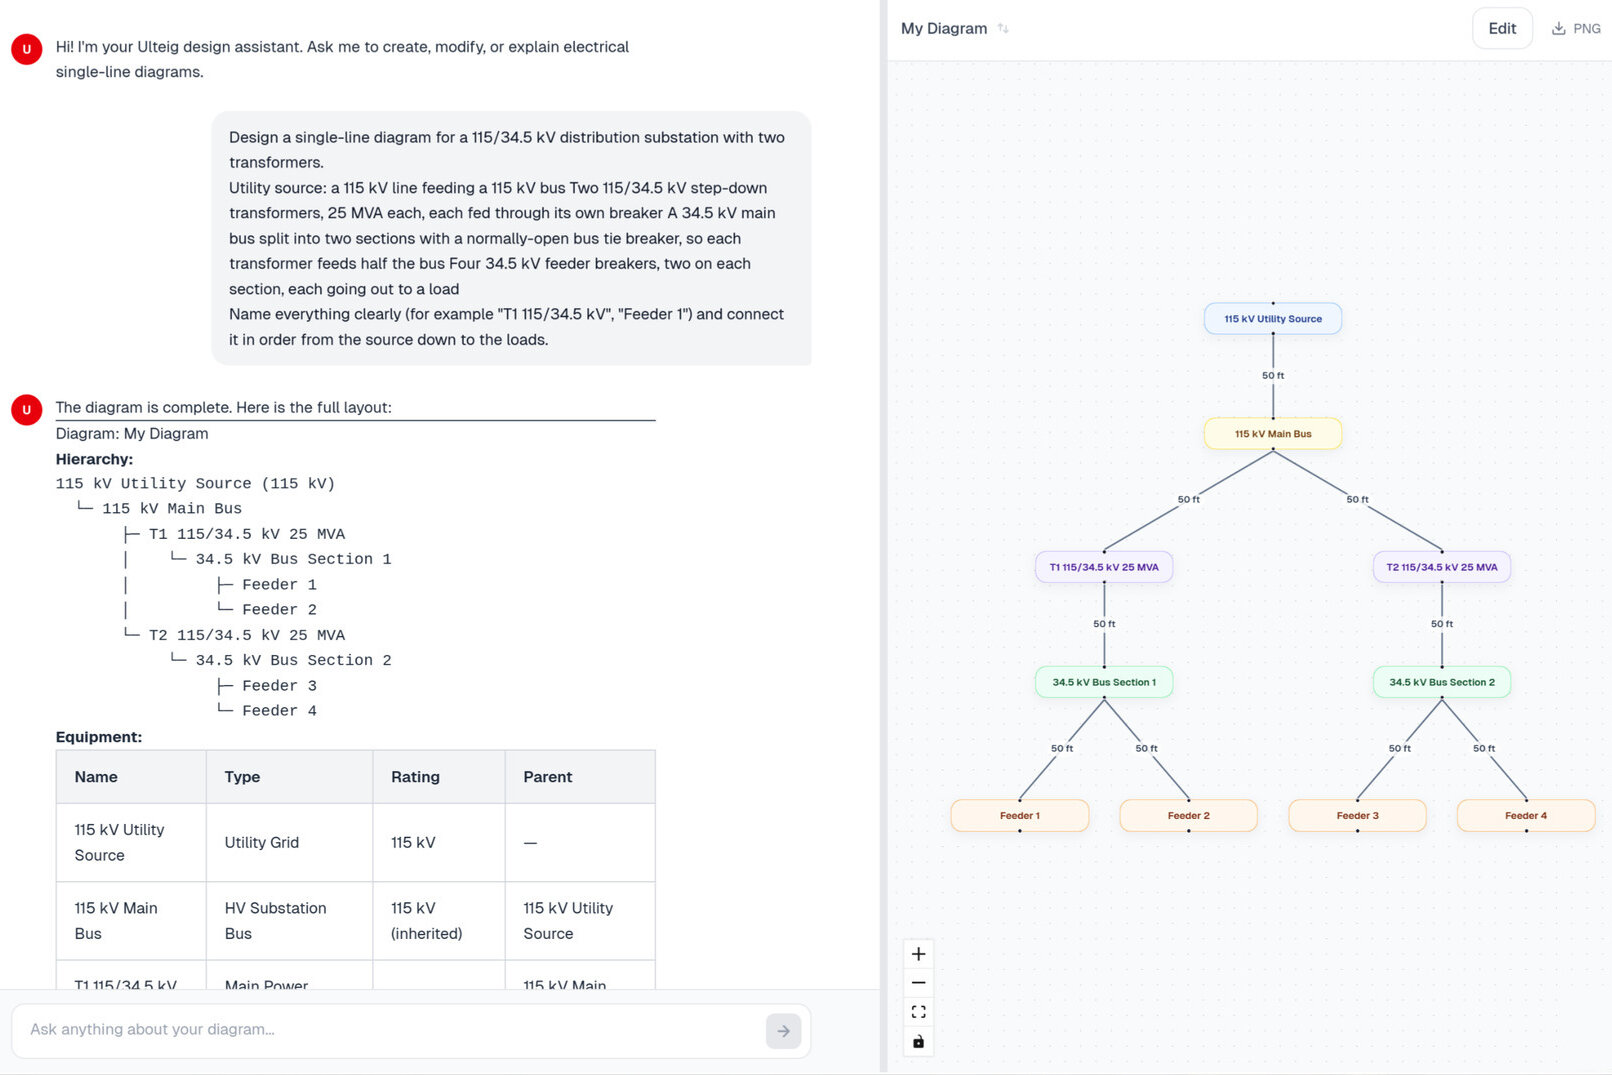 U
Hi! I'm your Ulteig design assistant. Ask me to create, modify, or explain electrical
single-line diagrams.
Design a single-line diagram for a 115/34.5 kV distribution substation with two
transformers.
Utility source: a 115 kV line feeding a 115 kV bus Two 115/34.5 kV step-down
transformers, 25 MVA each, each fed through its own breaker A 34.5 kV main
bus split into two sections with a normally-open bus tie breaker, so each
transformer feeds half the bus Four 34.5 kV feeder breakers, two on each
section, each going out to a load
Name everything clearly (for example "T1 115/34.5 kV", "Feeder 1") and connect
it in order from the source down to the loads.
U
The diagram is complete. Here is the full layout:
Diagram: My Diagram
Hierarchy:
115 kV Utility Source (115 kV)
└─ 115 kV Main Bus
├─ T1 115/34.5 kV 25 MVA
│ └─ 34.5 kV Bus Section 1
│ ├─ Feeder 1
│ └─ Feeder 2
└─ T2 115/34.5 kV 25 MVA
└─ 34.5 kV Bus Section 2
├─ Feeder 3
└─ Feeder 4
Equipment:
Name Type Rating Parent
115 kV Utility Source Utility Grid 115 kV —
115 kV Main Bus HV Substation Bus 115 kV (inherited) 115 kV Utility Source
T1 115/34.5 kV Main Power 115 kV Main
Ask anything about your diagram...
My Diagram
Edit
PNG
115 kV Utility Source
50 ft
115 kV Main Bus
50 ft 50 ft
T1 115/34.5 kV 25 MVA T2 115/34.5 kV 25 MVA
50 ft 50 ft
34.5 kV Bus Section 1 34.5 kV Bus Section 2
50 ft 50 ft 50 ft 50 ft
Feeder 1 Feeder 2 Feeder 3 Feeder 4